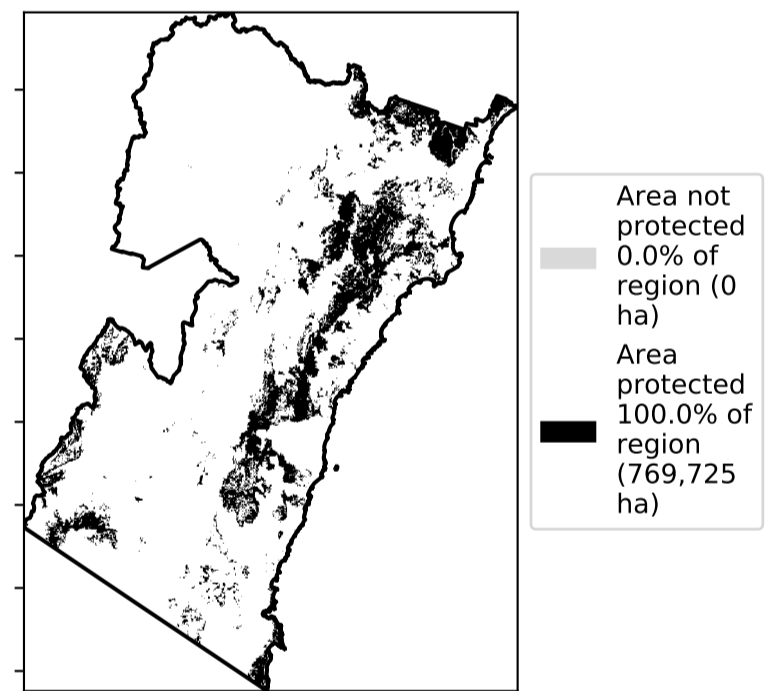 Area not
protected
0.0% of
region (0
ha)
Area
protected
100.0% of
region
(769,725
ha)